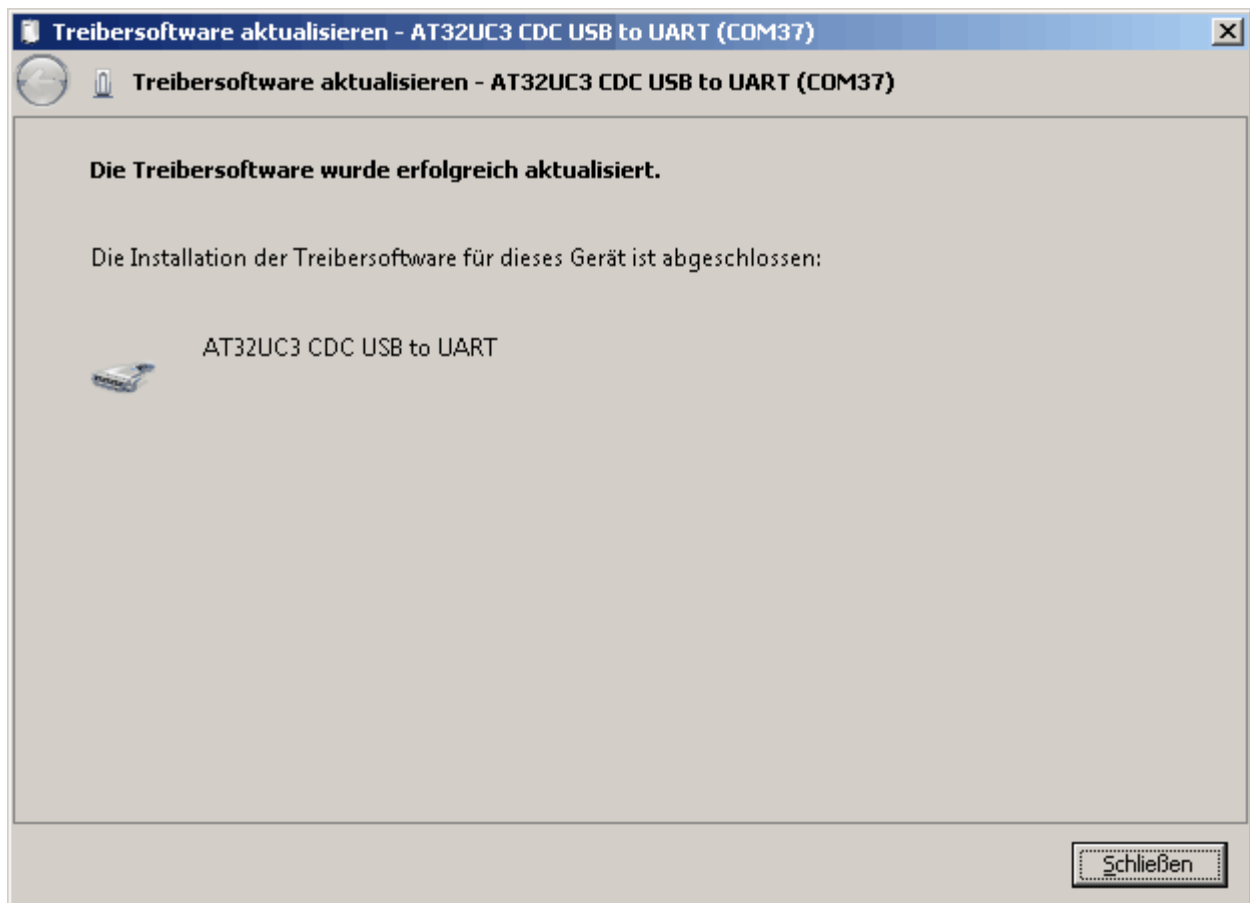 Treibersoftware aktualisieren - AT32UC3 CDC USB to UART (COM37)
Treibersoftware aktualisieren - AT32UC3 CDC USB to UART (COM37)
Die Treibersoftware wurde erfolgreich aktualisiert.
Die Installation der Treibersoftware für dieses Gerät ist abgeschlossen:
AT32UC3 CDC USB to UART
Schließen